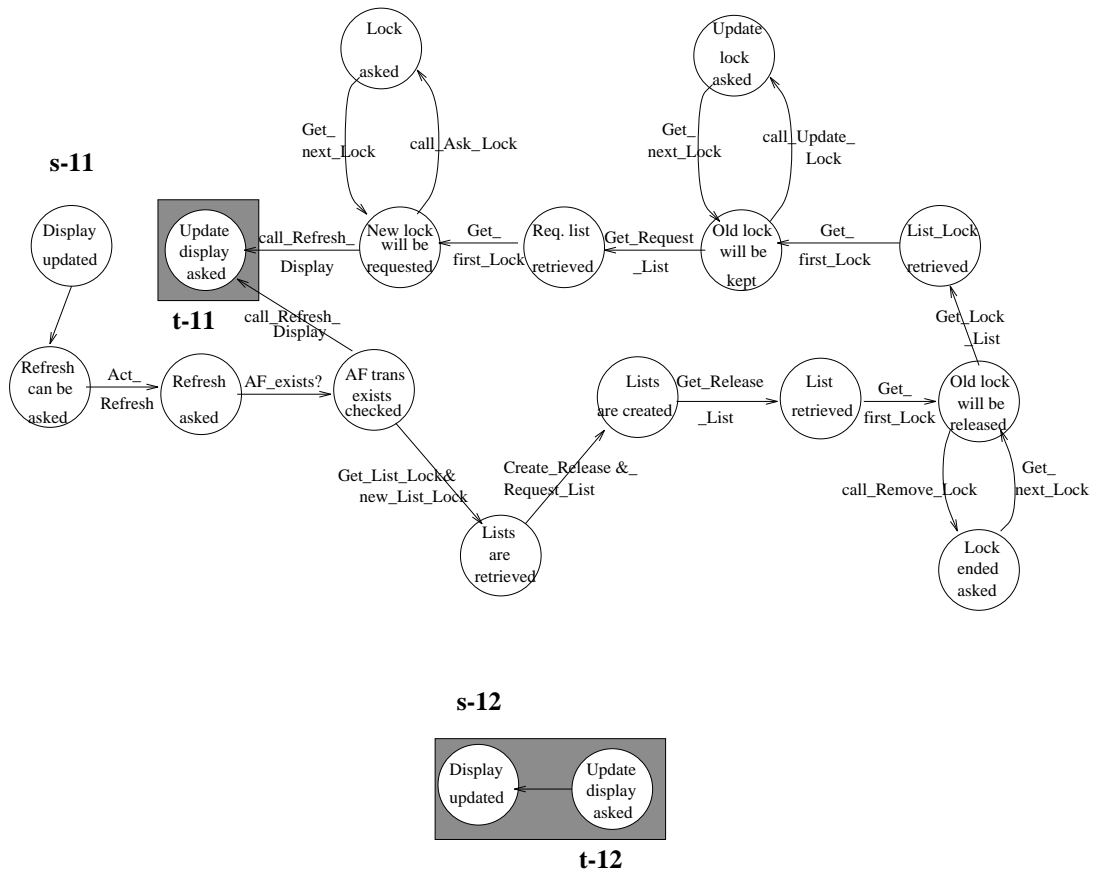 Lock
asked
Update
lock
asked
Get_
next_Lock
call_Ask_Lock
Get_
next_Lock
call_Update_
Lock
s-11
Display
updated
Update
display
asked
t-11
call_Refresh_
Display
New lock
will be
requested
Get_
first_Lock
Req. list
retrieved
Get_Request
_List
Old lock
will be
kept
Get_
first_Lock
List_Lock
retrieved
call_Refresh_
Display
Get_Lock
_List
Refresh
can be
asked
Act_
Refresh
Refresh
asked
AF_exists?
AF trans
exists
checked
Lists
are created
Get_Release
_List
List
retrieved
Get_
first_Lock
Old lock
will be
released
Get_List_Lock&
new_List_Lock
Create_Release &_
Request_List
call_Remove_Lock
Get_
next_Lock
Lists
are
retrieved
Lock
ended
asked
s-12
Display
updated
Update
display
asked
t-12